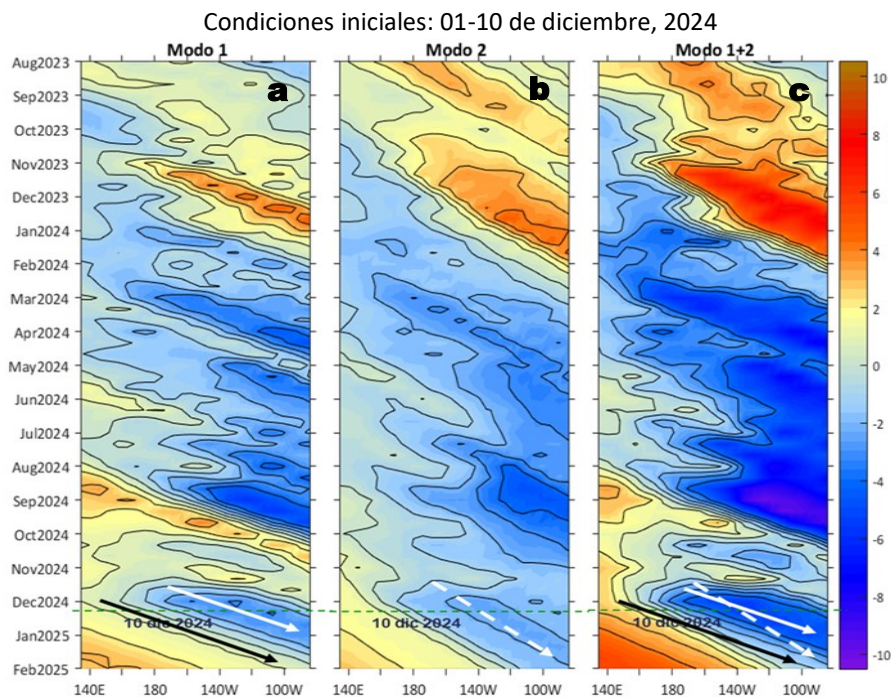 Condiciones iniciales: 01-10 de diciembre, 2024
Modo 1
Modo 2
Modo 1+2
a
b
c
Aug2023
Sep2023
Oct2023
Nov2023
Dec2023
Jan2024
Feb2024
Mar2024
Apr2024
May2024
Jun2024
Jul2024
Aug2024
Sep2024
Oct2024
Nov2024
Dec2024
Jan2025
Feb2025
10 dic 2024
10 dic 2024
10 dic 2024
140E 180 140W 100W
140E 180 140W 100W
140E 180 140W 100W
10
8
6
4
2
0
-2
-4
-6
-8
-10